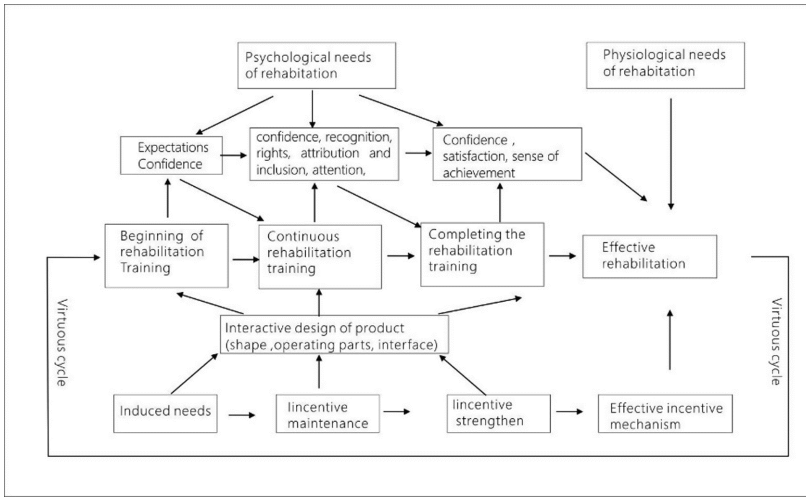 Psychological needs
of rehabitation
Physiological needs
of rehabitation
Expectations
Confidence
confidence, recognition,
rights, attribution and
inclusion, attention,
Confidence ,
satisfaction, sense of
achievement
Beginning of
rehabilitation
Training
Continuous
rehabilitation
training
Completing the
rehabilitation
training
Effective
rehabilitation
Virtuous cycle
Virtuous cycle
Interactive design of product
(shape ,operating parts, interface)
Induced needs
Iincentive
maintenance
Iincentive
strengthen
Effective incentive
mechanism